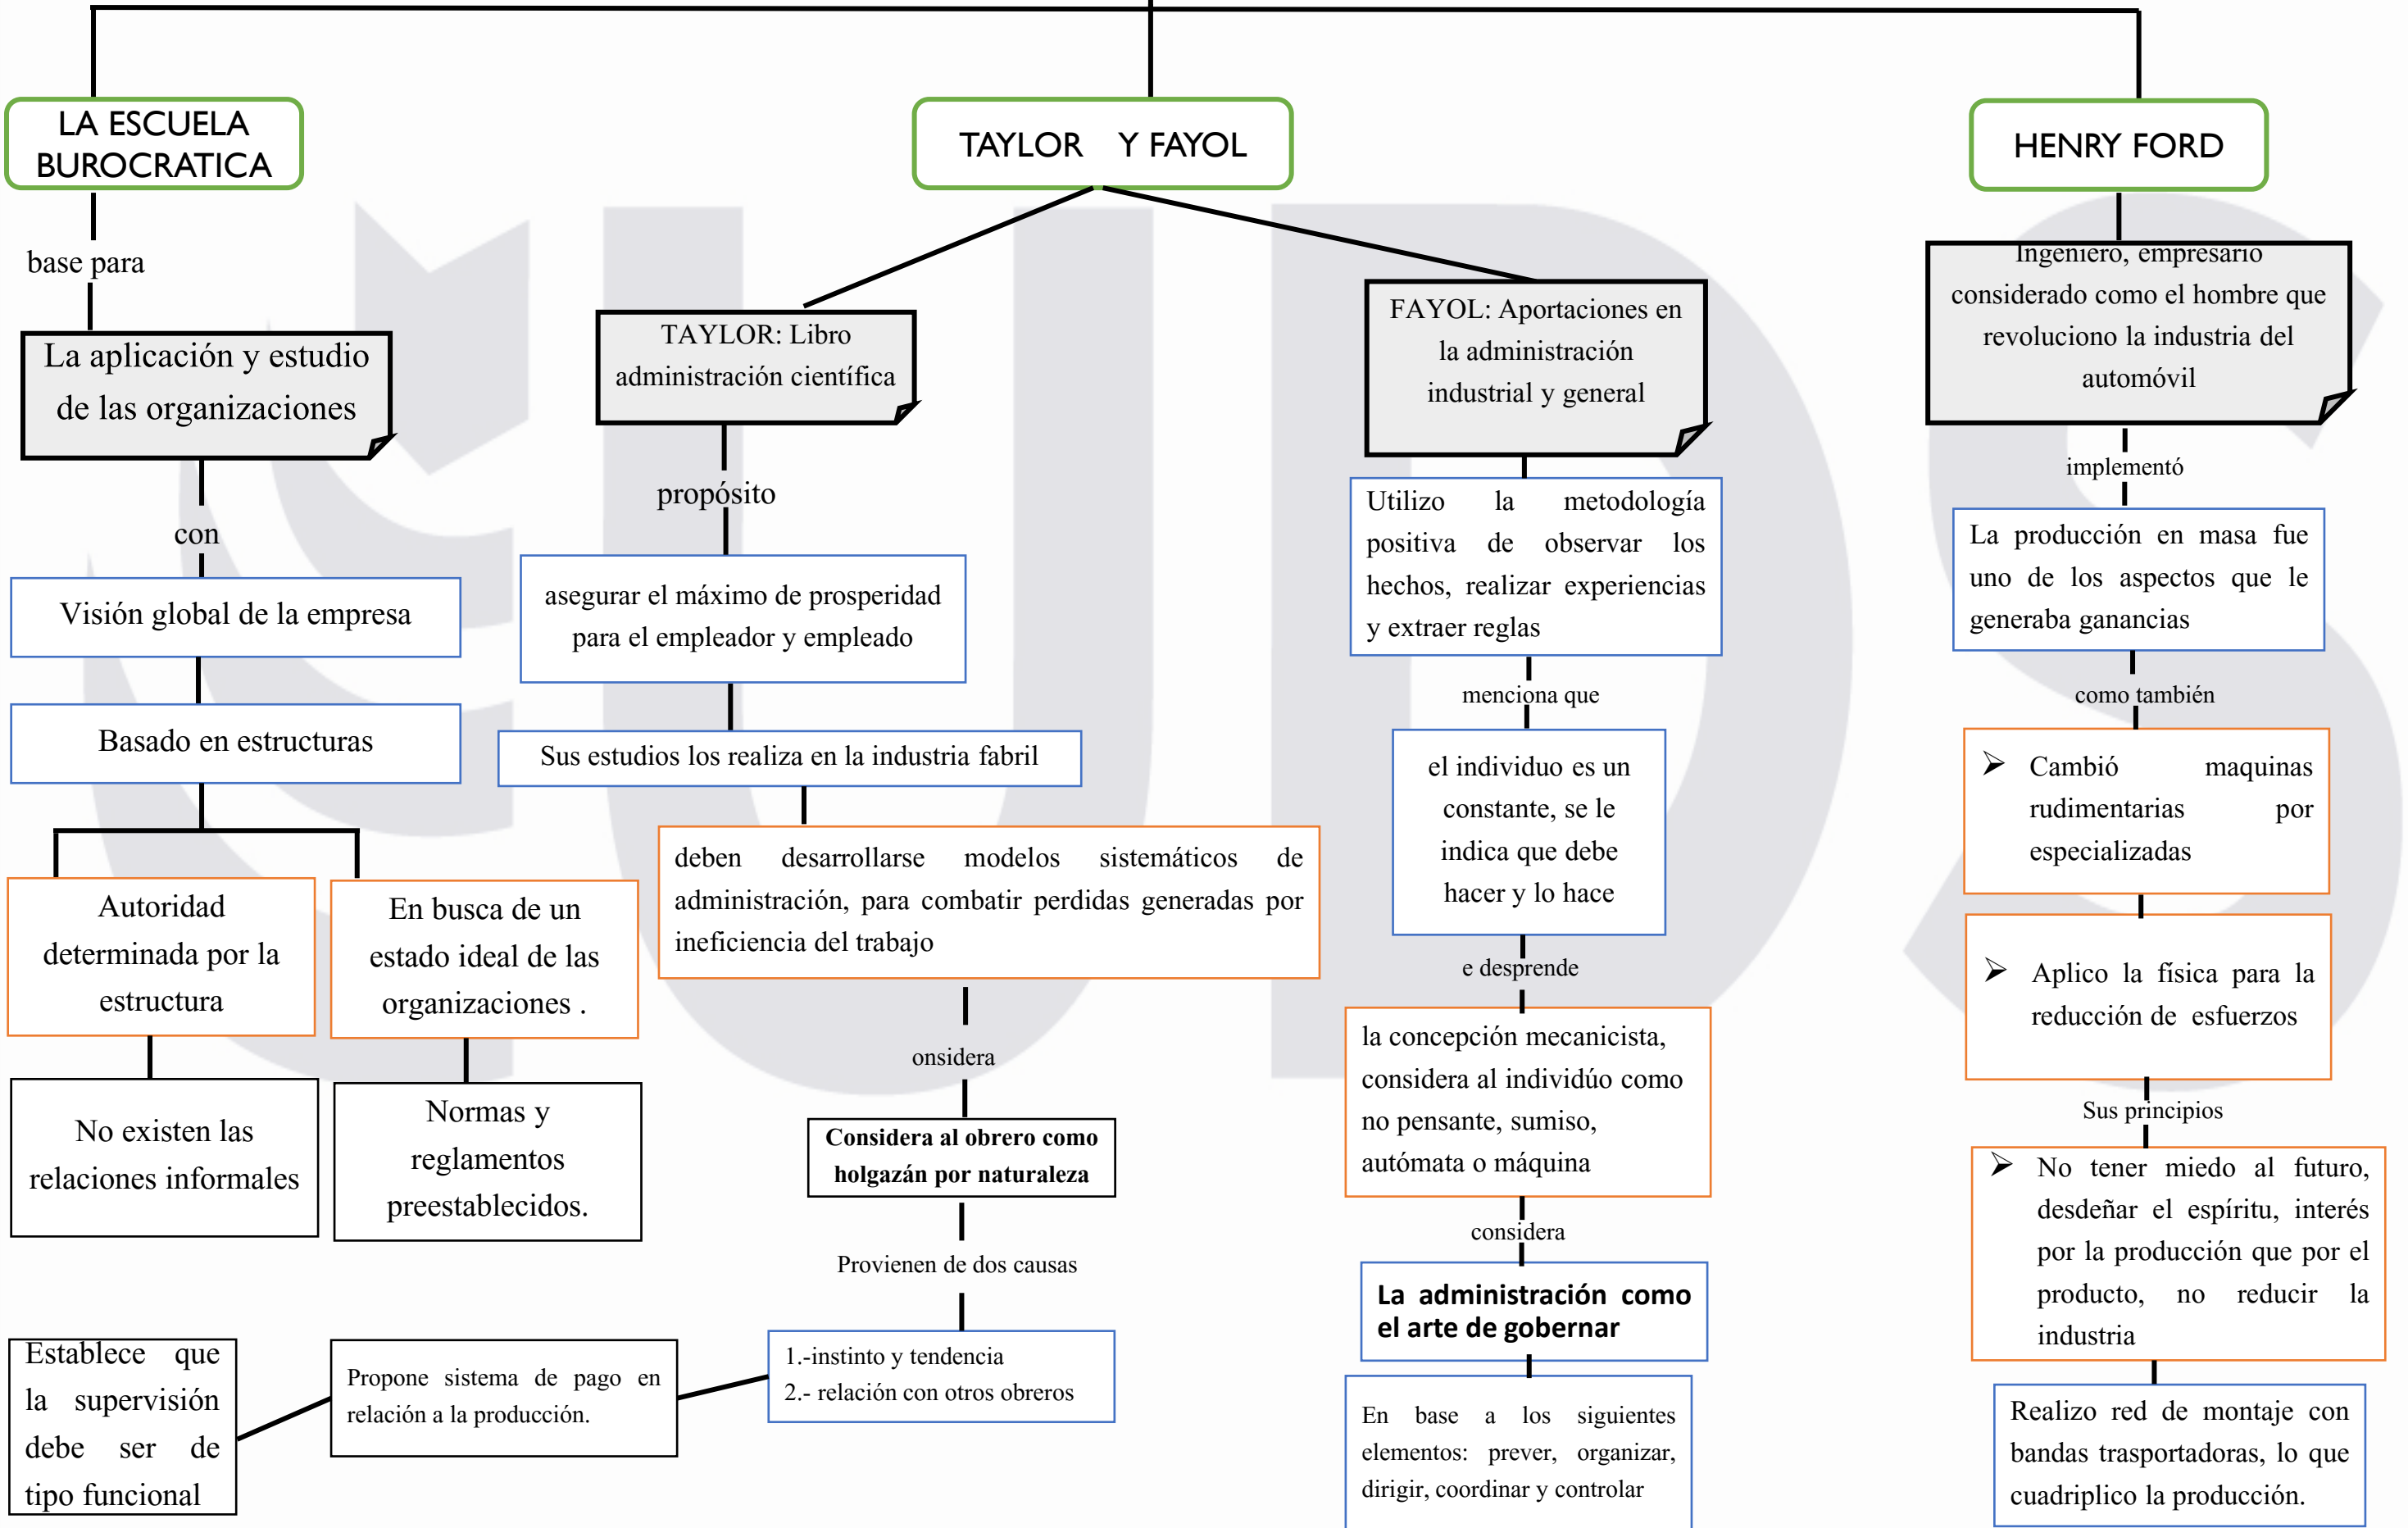 LA ESCUELA
BUROCRATICA
base para
La aplicación y estudio
de las organizaciones
con
Visión global de la empresa
Basado en estructuras
Autoridad
determinada por la
estructura
En busca de un
estado ideal de las
organizaciones .
No existen las
relaciones informales
Normas y
reglamentos
preestablecidos.
TAYLOR Y FAYOL
TAYLOR: Libro
administración científica
propósito
asegurar el máximo de prosperidad
para el empleador y empleado
Sus estudios los realiza en la industria fabril
deben desarrollarse modelos sistemáticos de
administración, para combatir perdidas generadas por
ineficiencia del trabajo
onsidera
Considera al obrero como
holgazán por naturaleza
Provienen de dos causas
1.-instinto y tendencia
2.- relación con otros obreros
Propone sistema de pago en
relación a la producción.
Establece que
la supervisión
debe ser de
tipo funcional
FAYOL: Aportaciones en
la administración
industrial y general
Utilizo la metodología
positiva de observar los
hechos, realizar experiencias
y extraer reglas
menciona que
el individuo es un
constante, se le
indica que debe
hacer y lo hace
e desprende
la concepción mecanicista,
considera al individúo como
no pensante, sumiso,
autómata o máquina
considera
La administración como
el arte de gobernar
En base a los siguientes
elementos: prever, organizar,
dirigir, coordinar y controlar
HENRY FORD
Ingeniero, empresario
considerado como el hombre que
revoluciono la industria del
automóvil
implementó
La producción en masa fue
uno de los aspectos que le
generaba ganancias
como también
➢ Cambió maquinas
rudimentarias por
especializadas
➢ Aplico la física para la
reducción de esfuerzos
Sus principios
➢ No tener miedo al futuro,
desdeñar el espíritu, interés
por la producción que por el
producto, no reducir la
industria
Realizo red de montaje con
bandas trasportadoras, lo que
cuadriplico la producción.
UDS